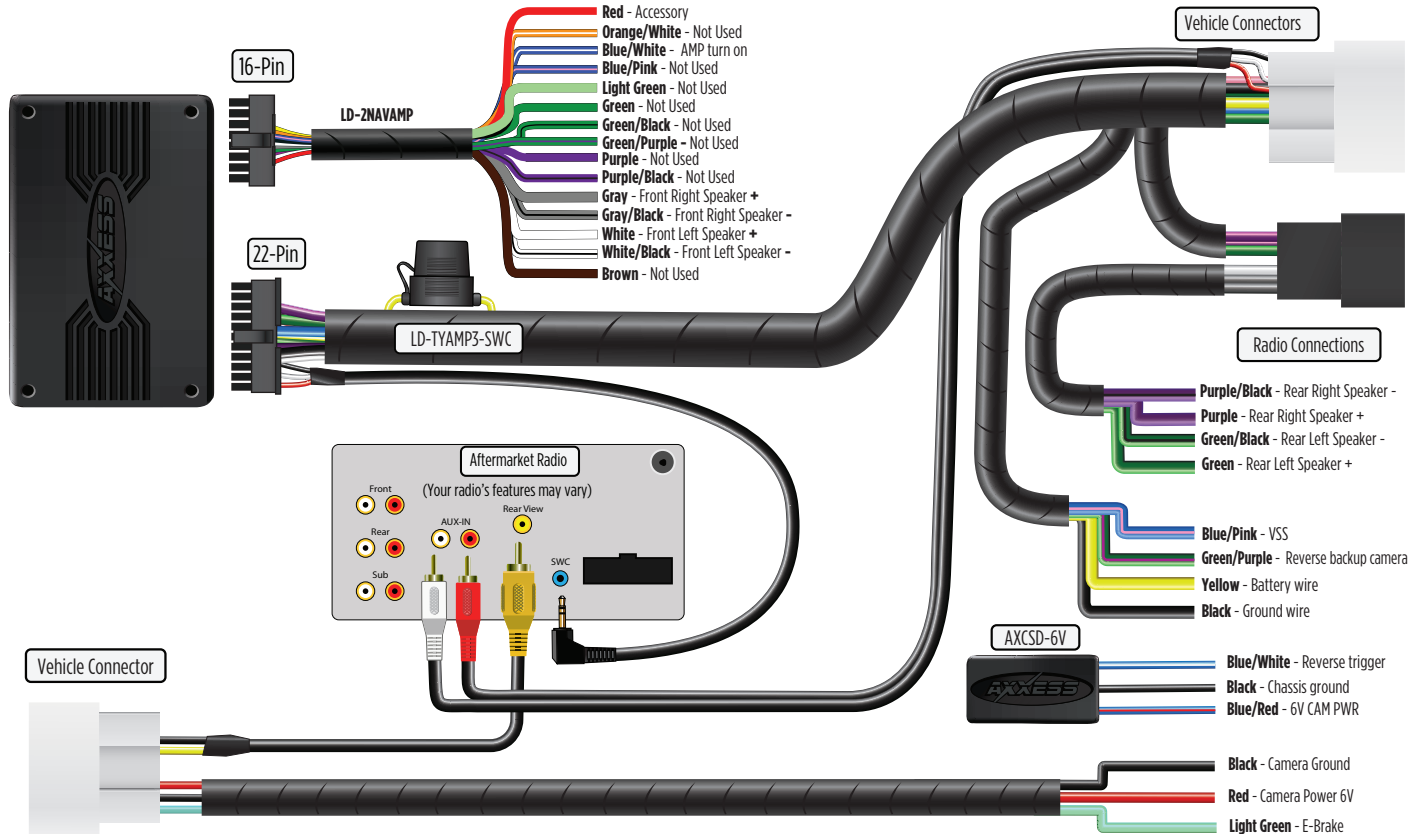 Red - Accessory
Orange/White - Not Used
Blue/White - AMP turn on
Blue/Pink - Not Used
Light Green - Not Used
Green - Not Used
Green/Black - Not Used
Green/Purple - Not Used
Purple - Not Used
Purple/Black - Not Used
Gray - Front Right Speaker +
Gray/Black - Front Right Speaker -
White - Front Left Speaker +
White/Black - Front Left Speaker -
Brown - Not Used
16-Pin
LD-2NAVAMP
AXXESS
22-Pin
LD-TYAMP3-SWC
Vehicle Connectors
Radio Connections
Purple/Black - Rear Right Speaker -
Purple - Rear Right Speaker +
Green/Black - Rear Left Speaker -
Green - Rear Left Speaker +
Aftermarket Radio
(Your radio's features may vary)
Front
Rear
Sub
AUX-IN
Rear View
SWC
Blue/Pink - VSS
Green/Purple - Reverse backup camera
Yellow - Battery wire
Black - Ground wire
AXCSD-6V
AXXESS
Blue/White - Reverse trigger
Black - Chassis ground
Blue/Red - 6V CAM PWR
Vehicle Connector
Black - Camera Ground
Red - Camera Power 6V
Light Green - E-Brake